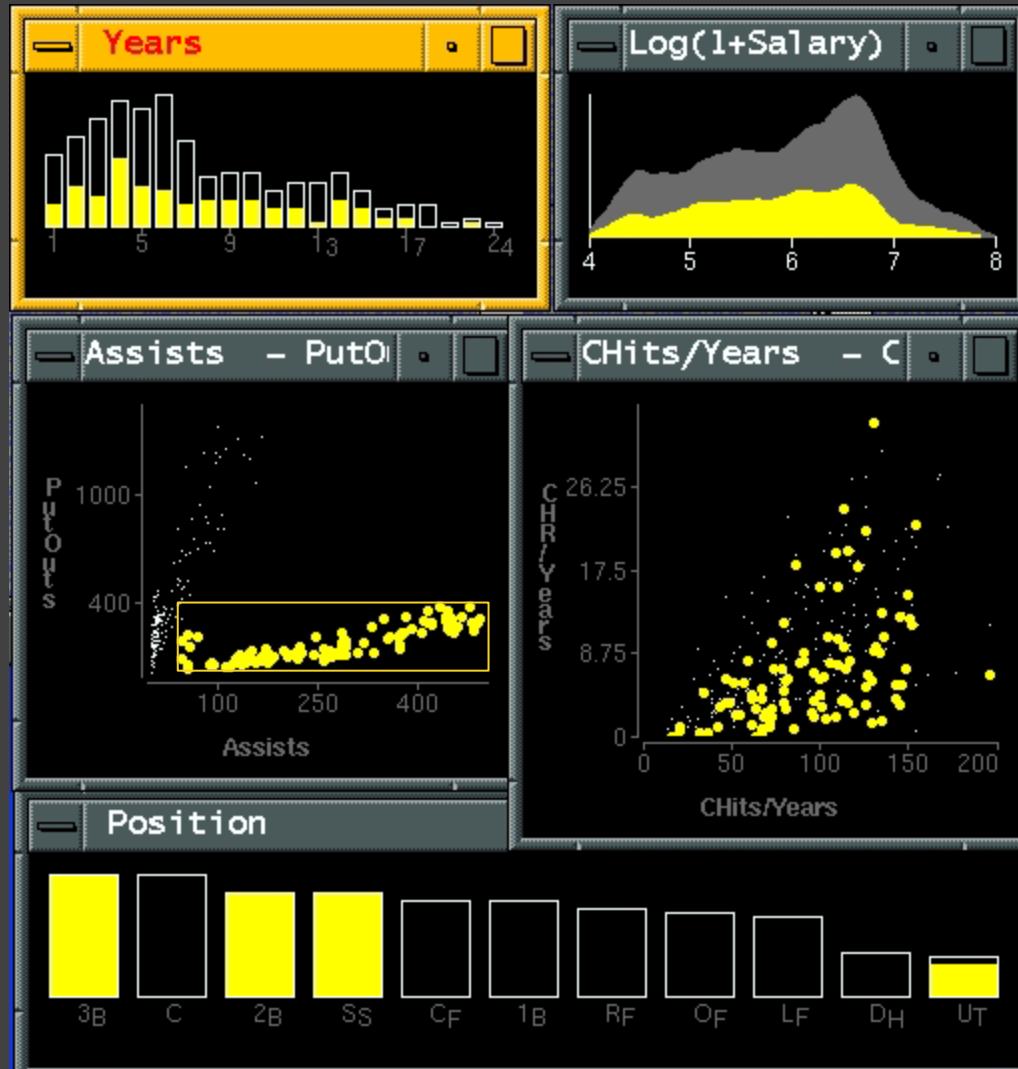 Years
1 5 9 13 17 24
Log(1+Salary)
4 5 6 7 8
Assists - PutO
PutOuts
1000
400
100 250 400
Assists
CHits/Years - C
CHR/Years
26.25
17.5
8.75
0
0 50 100 150 200
CHits/Years
Position
3B C 2B SS CF 1B RF OF LF DH UT